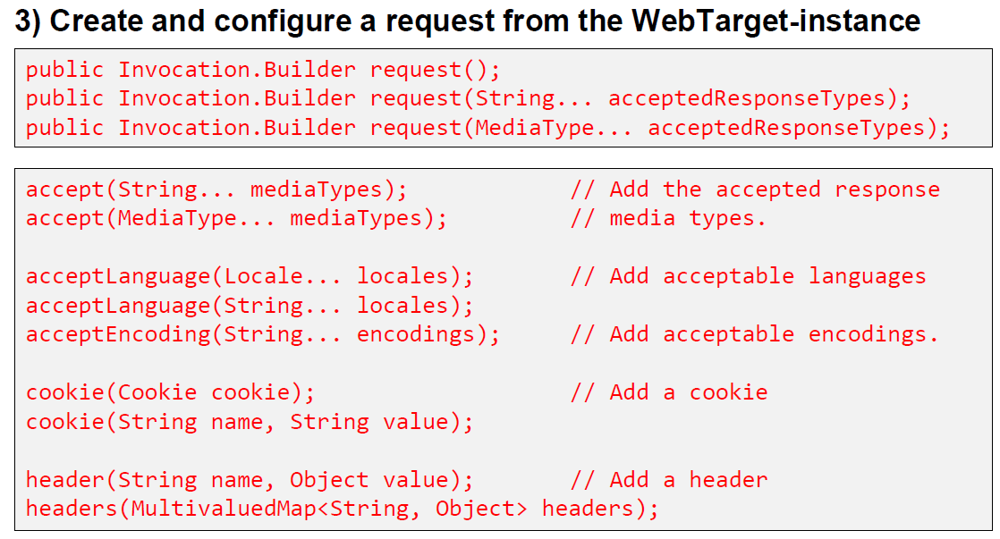 3) Create and configure a request from the WebTarget-instance
public Invocation.Builder request();
public Invocation.Builder request(String... acceptedResponseTypes);
public Invocation.Builder request(MediaType... acceptedResponseTypes);
accept(String... mediaTypes); // Add the accepted response
accept(MediaType... mediaTypes); // media types.
acceptLanguage(Locale... locales); // Add acceptable languages
acceptLanguage(String... locales);
acceptEncoding(String... encodings); // Add acceptable encodings.
cookie(Cookie cookie); // Add a cookie
cookie(String name, String value);
header(String name, Object value); // Add a header
headers(MultivaluedMap<String, Object> headers);